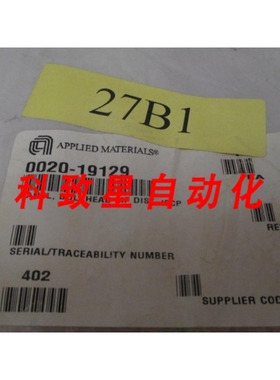 27B1
APPLIED MATERIALS®
0020-19129
科致星自动化
SERIAL/TRACEABILITY NUMBER
402
SUPPLIER COD